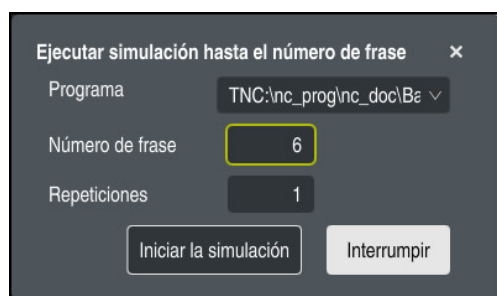 Ejecutar simulación hasta el número de frase ×
Programa TNC:\nc_prog\nc_doc\Ba
Número de frase 6
Repeticiones 1
Iniciar la simulación Interrumpir